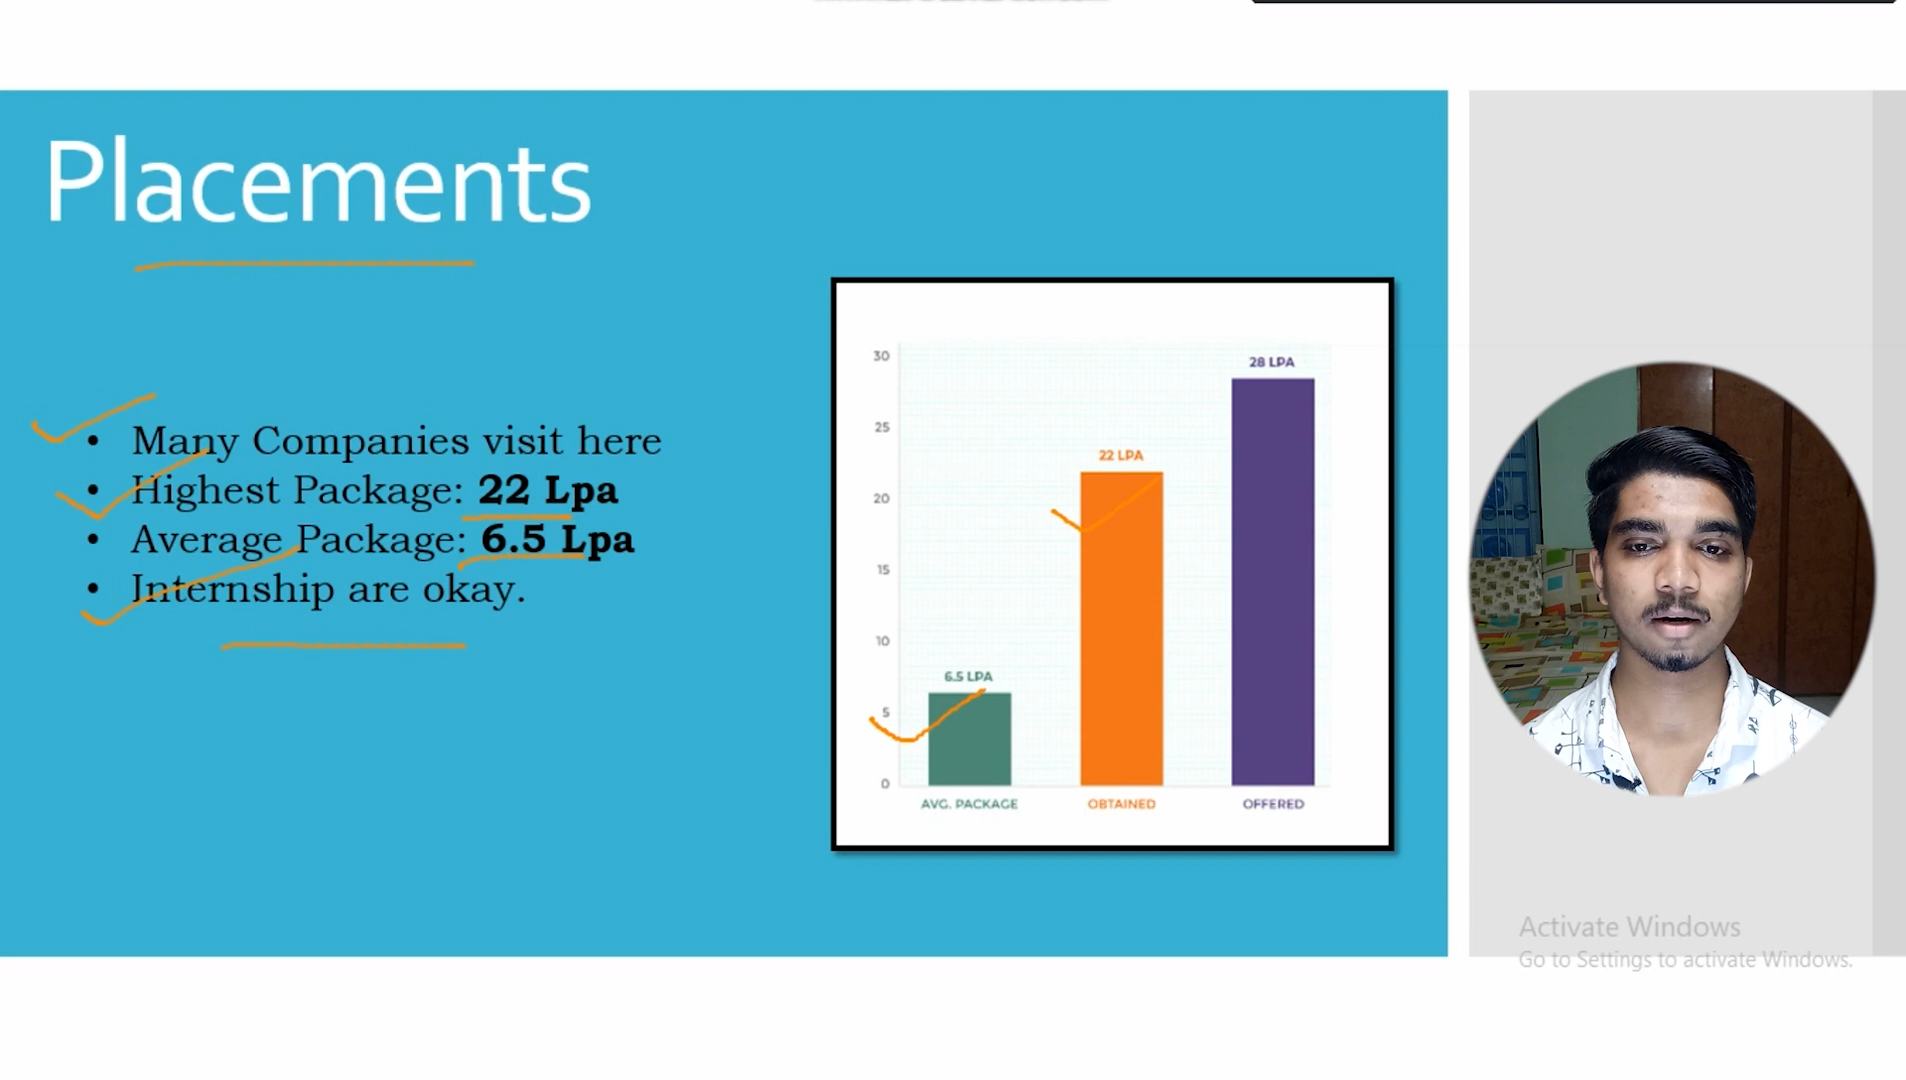 Placements
• Many Companies visit here
• Highest Package: 22 Lpa
• Average Package: 6.5 Lpa
• Internship are okay.
30
25
20
15
10
5
0
28 LPA
22 LPA
6.5 LPA
AVG. PACKAGE
OBTAINED
OFFERED
Activate Windows
Go to Settings to activate Windows.